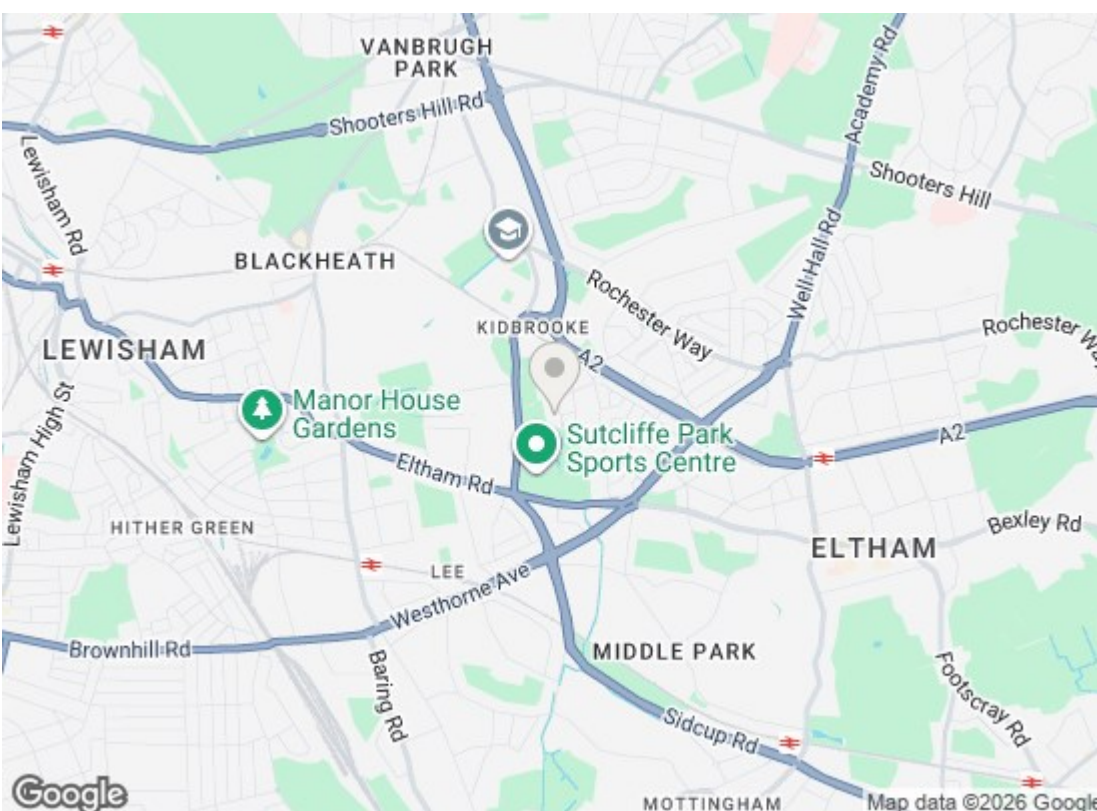 VANBRUGH
PARK
Academy Rd
Shooters Hill Rd
Lewisham Rd
Shooters Hill
BLACKHEATH
Well Hall Rd
Rochester Way
KIDBROOKE
Rochester
LEWISHAM
A2
Manor House
Gardens
Lewisham High St
Sutcliffe Park
Sports Centre
A2
Eltham Rd
HITHER GREEN
Bexley Rd
ELTHAM
LEE
Westhorne Ave
Brownhill Rd
MIDDLE PARK
Baring Rd
Footscray Rd
Sidcup Rd
Google
MOTTINGHAM
Map data ©2026 Google